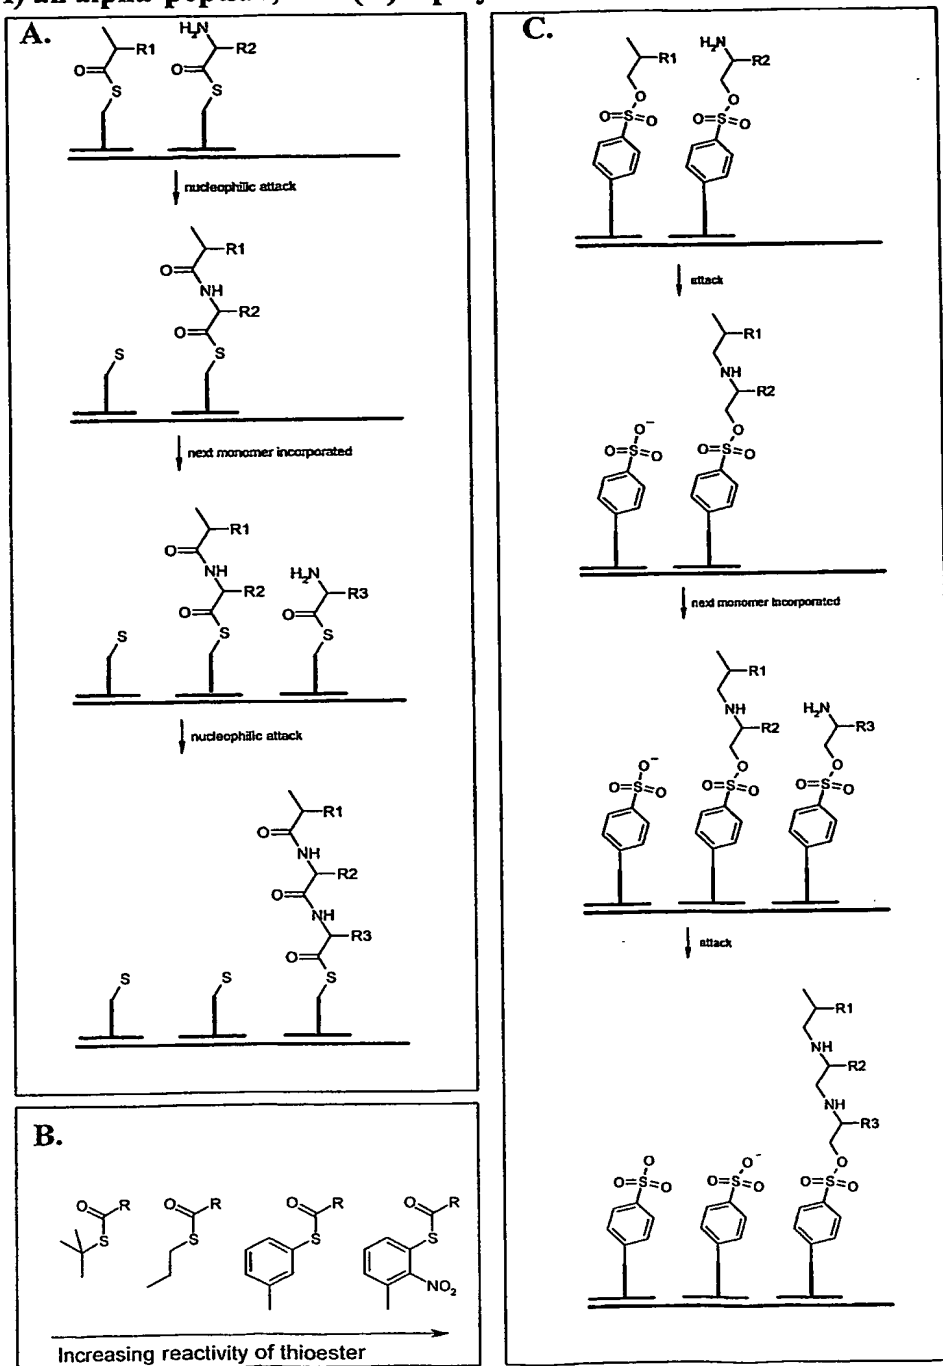 A.
R1
O
S
H₂N
R2
O
S
nucleophilic attack
R1
O
NH
R2
O
S
S
next monomer incorporated
R1
O
NH
R2
O
S
H₂N
R3
O
S
S
nucleophilic attack
R1
O
NH
R2
O
NH
R3
O
S
S
S
B.
O R
S
O R
S
O R
S
O R
S
NO₂
Increasing reactivity of thioester
C.
R1
O
O=S=O
H₂N
R2
O
O=S=O
attack
R1
NH
R2
O
O=S=O
O⁻
O=S=O
next monomer incorporated
R1
NH
R2
O
O=S=O
H₂N
R3
O
O=S=O
O⁻
O=S=O
attack
R1
NH
R2
NH
R3
O
O=S=O
O
O=S=O
O⁻
O=S=O